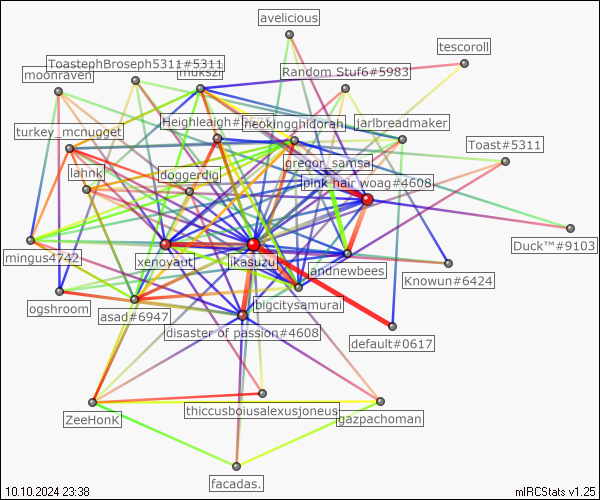 avelicious
tescoroll
ToastephBroseph5311#5311
moonraven
mukszi
Random Stuf6#5983
Heighleaigh#
neokingghidorah
jarlbreadmaker
turkey_mcnugget
Toast#5311
gregor_samsa
lahnk
doggerdig
pink hair woag#4608
Duck™#9103
mingus4742
xenoyaut
ikasuzu
andnewbees
Knowun#6424
ogshroom
asad#6947
bigcitysamurai
disaster of passion#4608
default#0617
thiccusboiusalexusjoneus
ZeeHonK
gazpachoman
facadas.
10.10.2024 23:38
mIRCStats v1.25